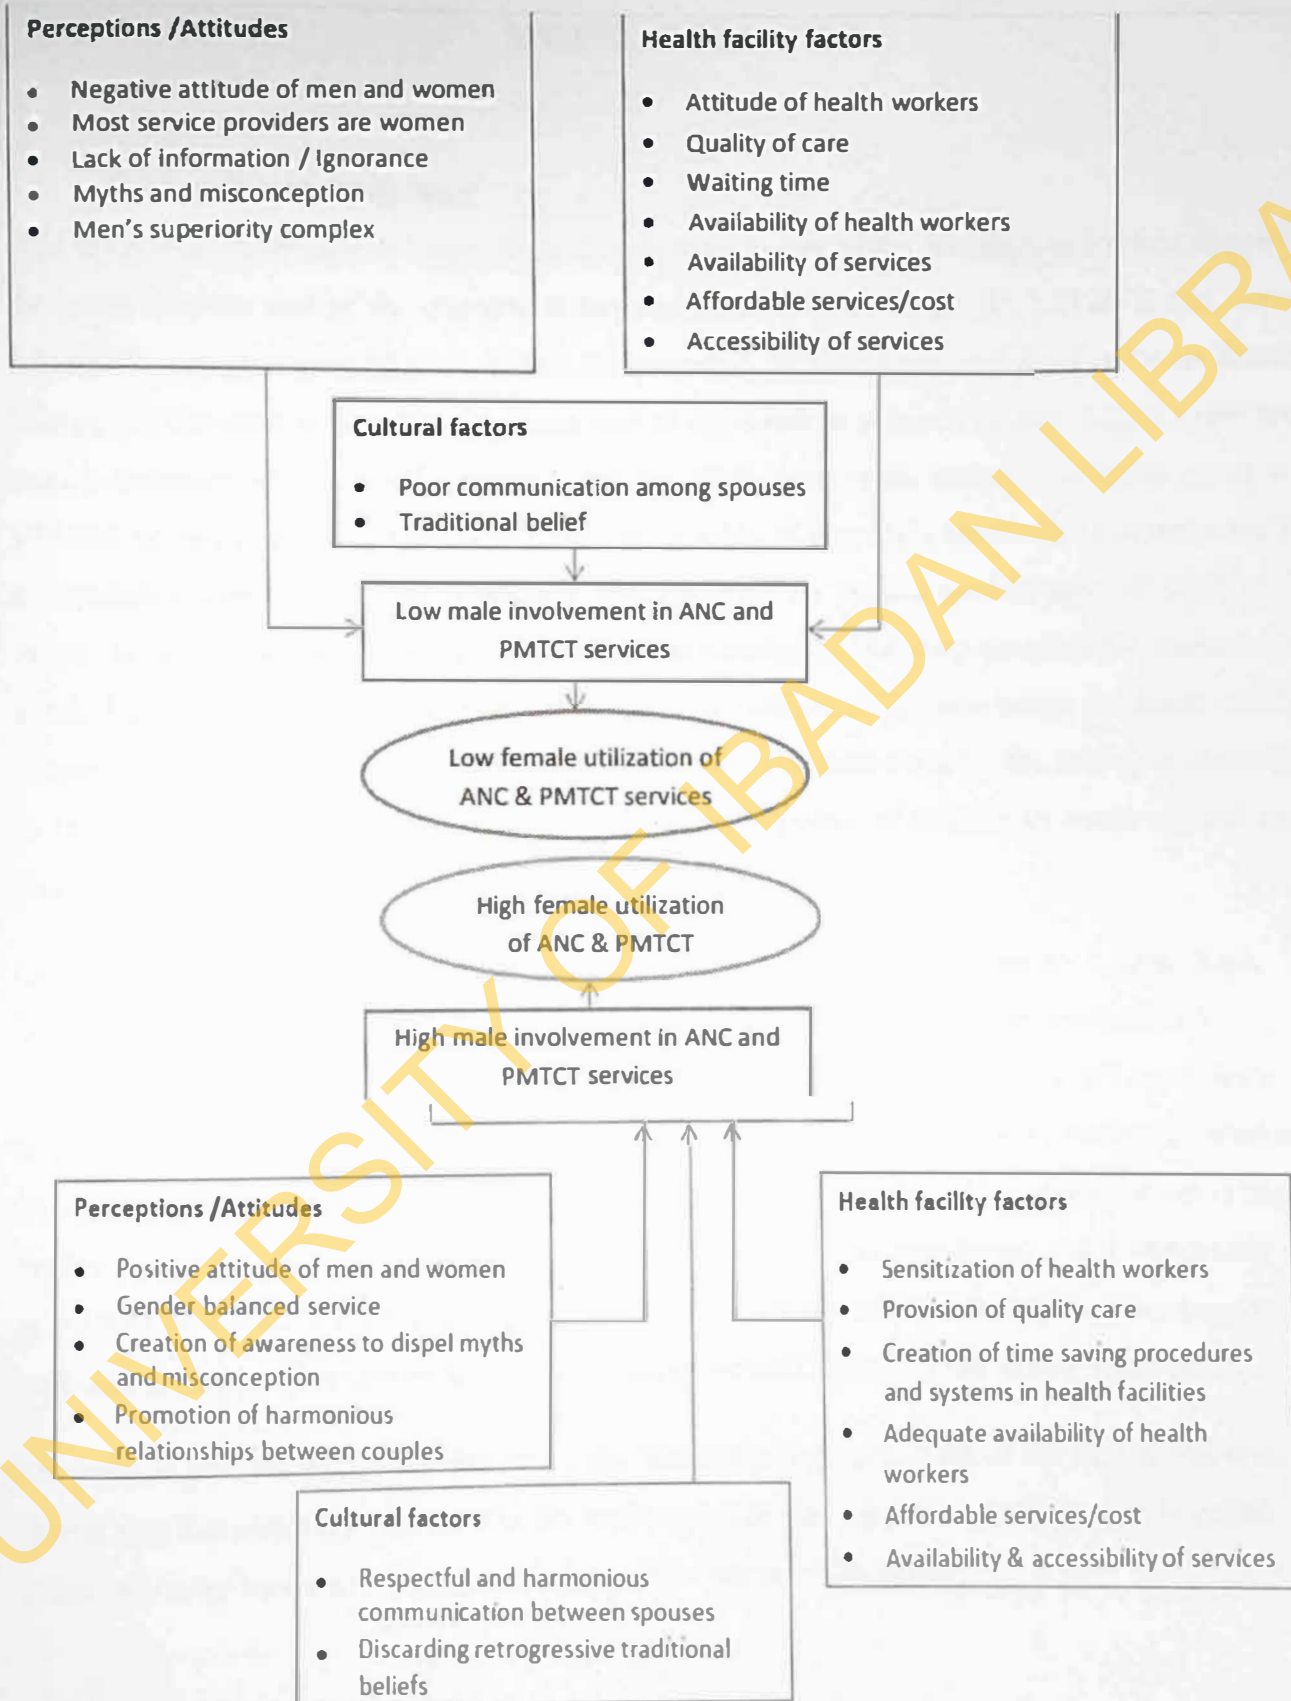 Perceptions /Attitudes
• Negative attitude of men and women
• Most service providers are women
• Lack of information / Ignorance
• Myths and misconception
• Men's superiority complex
Health facility factors
• Attitude of health workers
• Quality of care
• Waiting time
• Availability of health workers
• Availability of services
• Affordable services/cost
• Accessibility of services
Cultural factors
• Poor communication among spouses
• Traditional belief
Low male involvement in ANC and
PMTCT services
Low female utilization of
ANC & PMTCT services
High female utilization
of ANC & PMTCT
High male involvement in ANC and
PMTCT services
Perceptions /Attitudes
• Positive attitude of men and women
• Gender balanced service
• Creation of awareness to dispel myths
and misconception
• Promotion of harmonious
relationships between couples
Health facility factors
• Sensitization of health workers
• Provision of quality care
• Creation of time saving procedures
and systems in health facilities
• Adequate availability of health
workers
• Affordable services/cost
• Availability & accessibility of services
Cultural factors
• Respectful and harmonious
communication between spouses
• Discarding retrogressive traditional
beliefs
UNIVERSITY OF IBADAN LIBRA